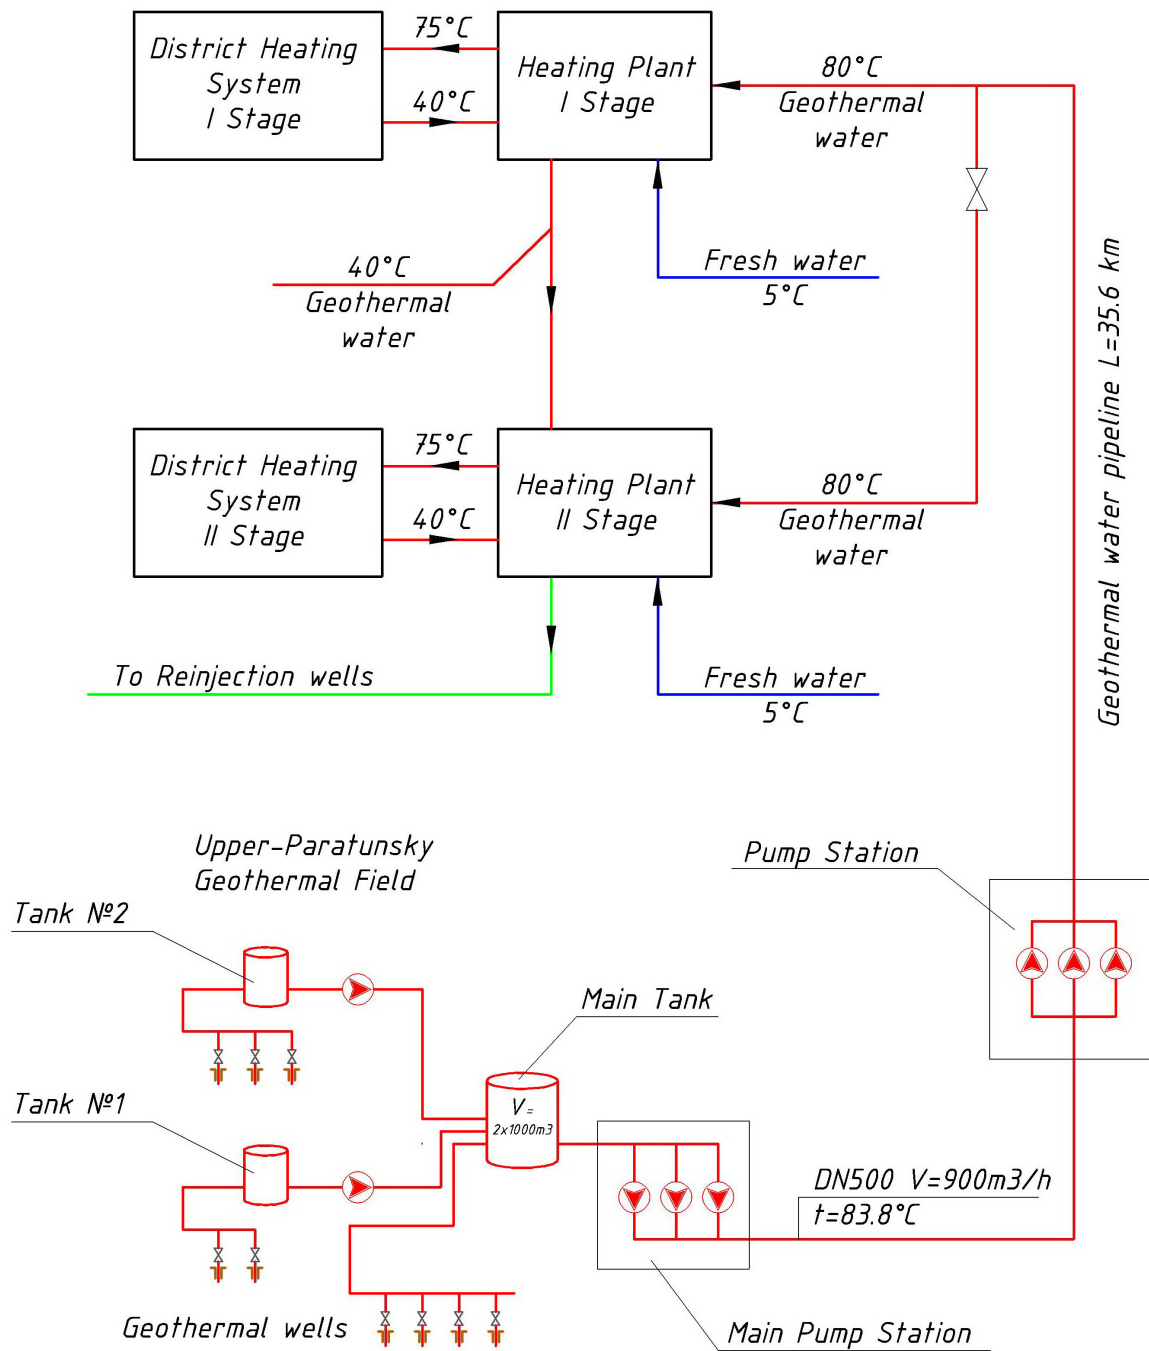 District Heating
System
I Stage
75°C
40°C
Heating Plant
I Stage
80°C
Geothermal
water
40°C
Geothermal
water
Fresh water
5°C
Geothermal water pipeline L=35.6 km
District Heating
System
II Stage
75°C
40°C
Heating Plant
II Stage
80°C
Geothermal
water
To Reinjection wells
Fresh water
5°C
Upper-Paratunsky
Geothermal Field
Pump Station
Tank №2
Main Tank
V=
2x1000m3
Tank №1
DN500 V=900m3/h
t=83.8°C
Geothermal wells
Main Pump Station